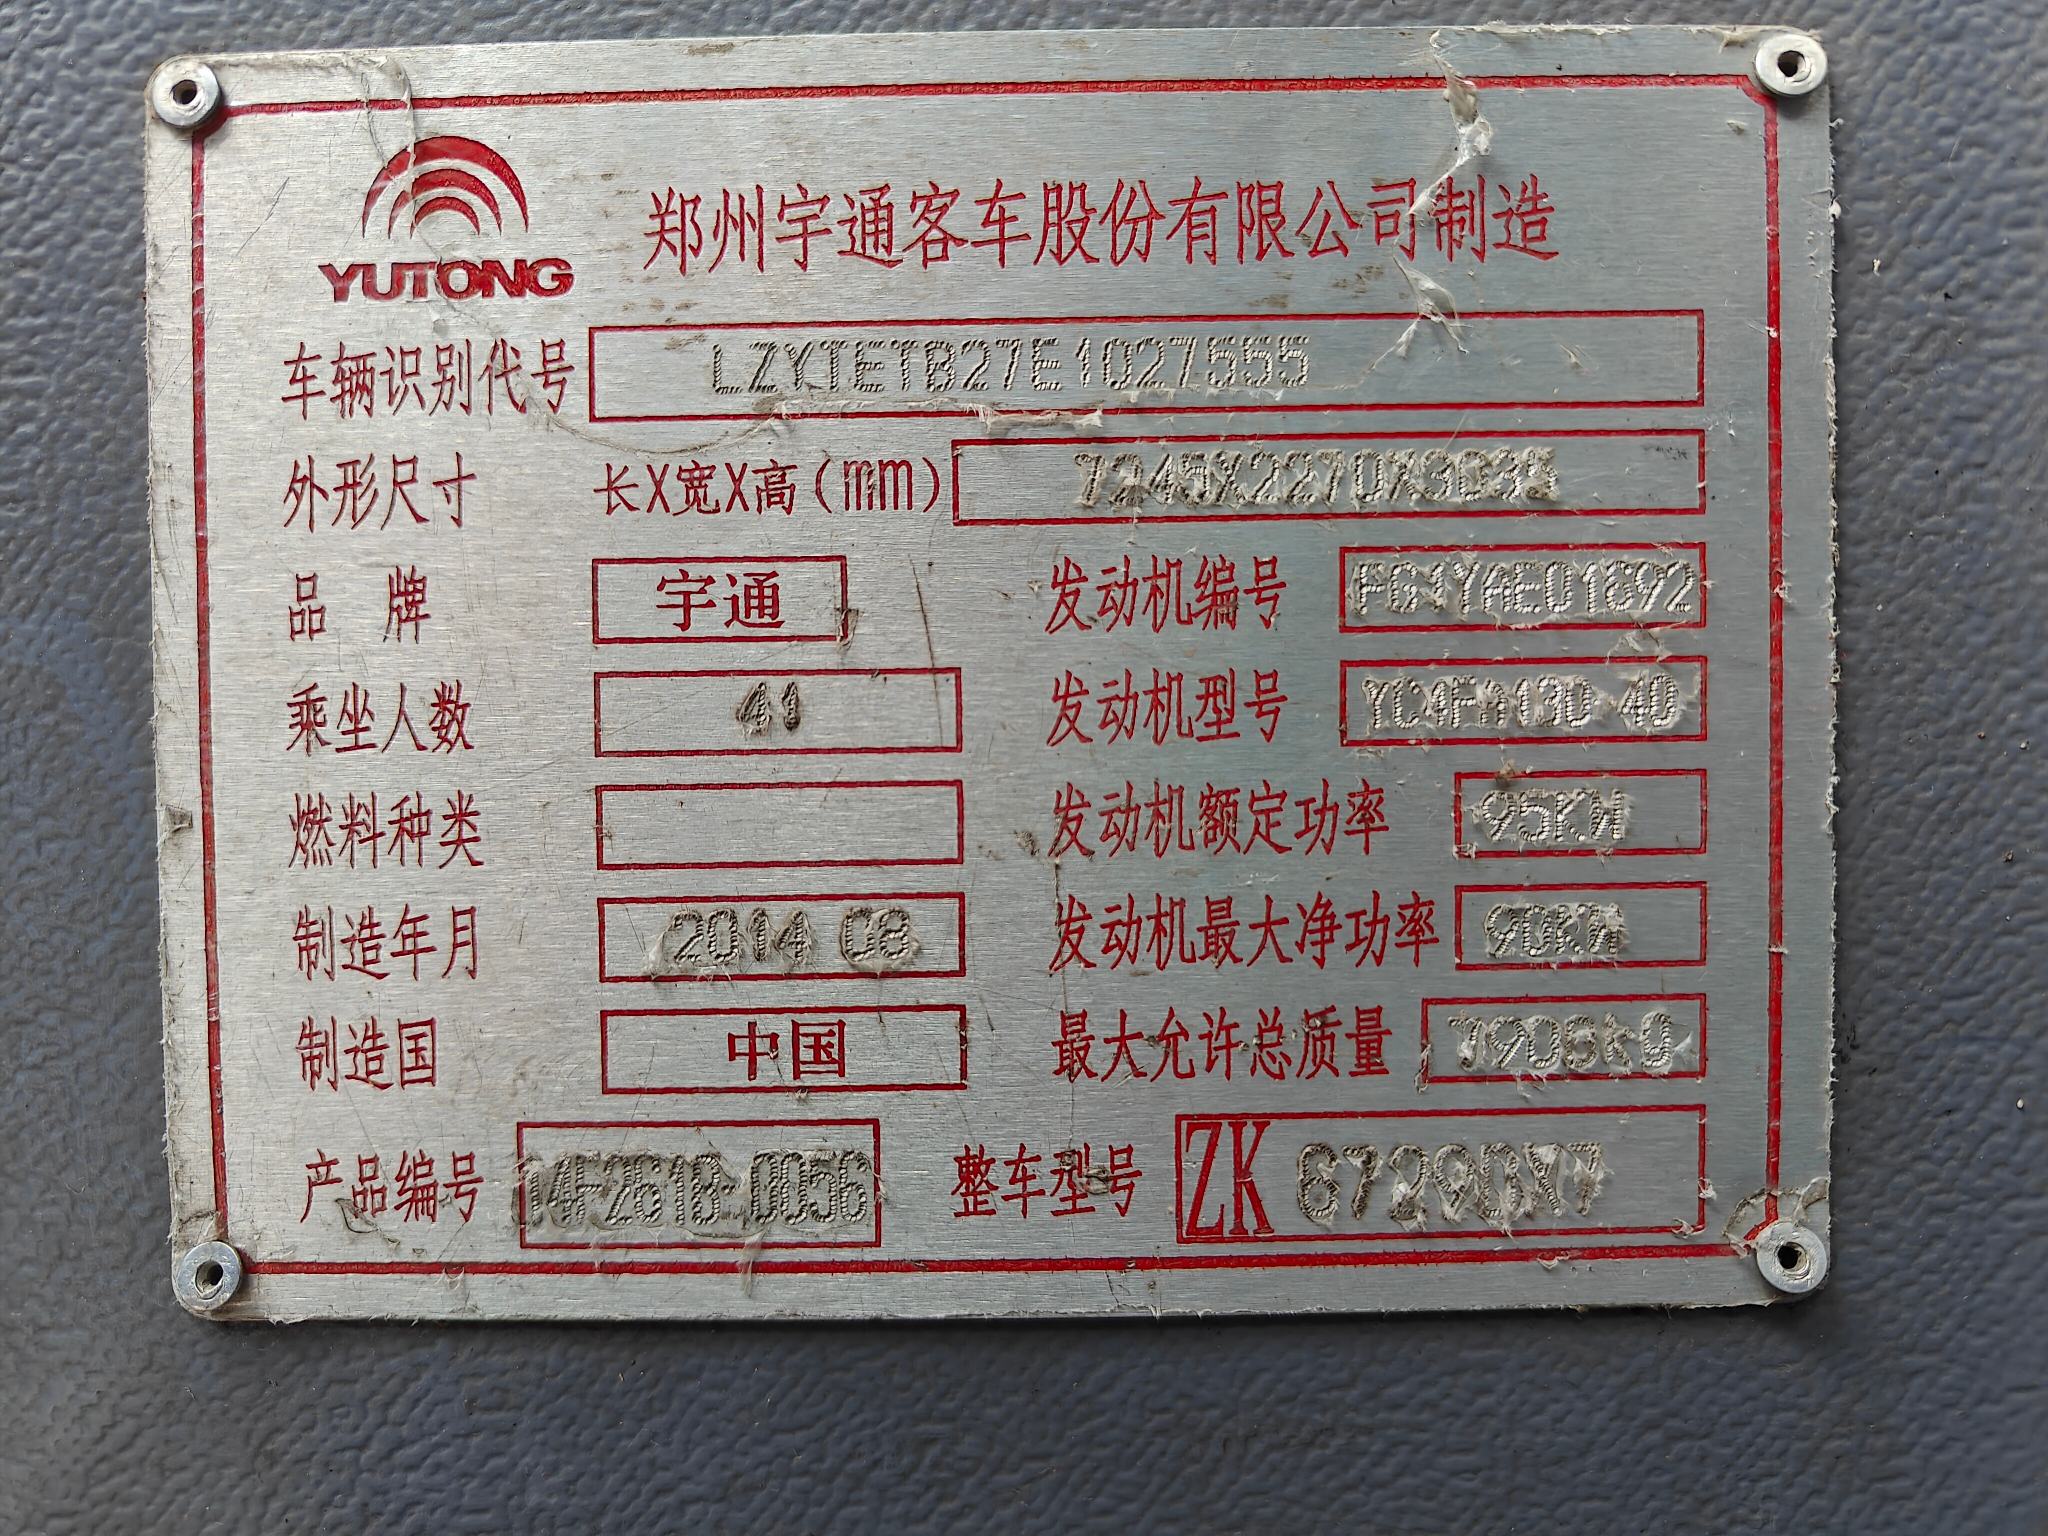 YUTONG
郑州宇通客车股份有限公司制造
车辆识别代号 LZYTETB27E1027555
外形尺寸 长X宽X高(mm) 7245X2270X3035
品牌 宇通 发动机编号 FG1YAE01892
乘坐人数 41 发动机型号 YC4FA130-40
燃料种类 发动机额定功率 95KW
制造年月 2014 08 发动机最大净功率 90KW
制造国 中国 最大允许总质量
产品编号 整车型号 ZK 6729DX7